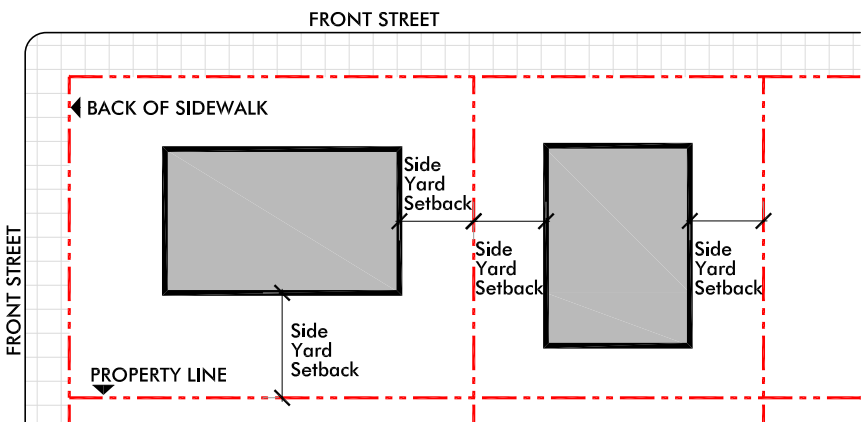 FRONT STREET
BACK OF SIDEWALK
Side
Yard
Setback
Side
Yard
Setback
Side
Yard
Setback
FRONT STREET
Side
Yard
Setback
PROPERTY LINE